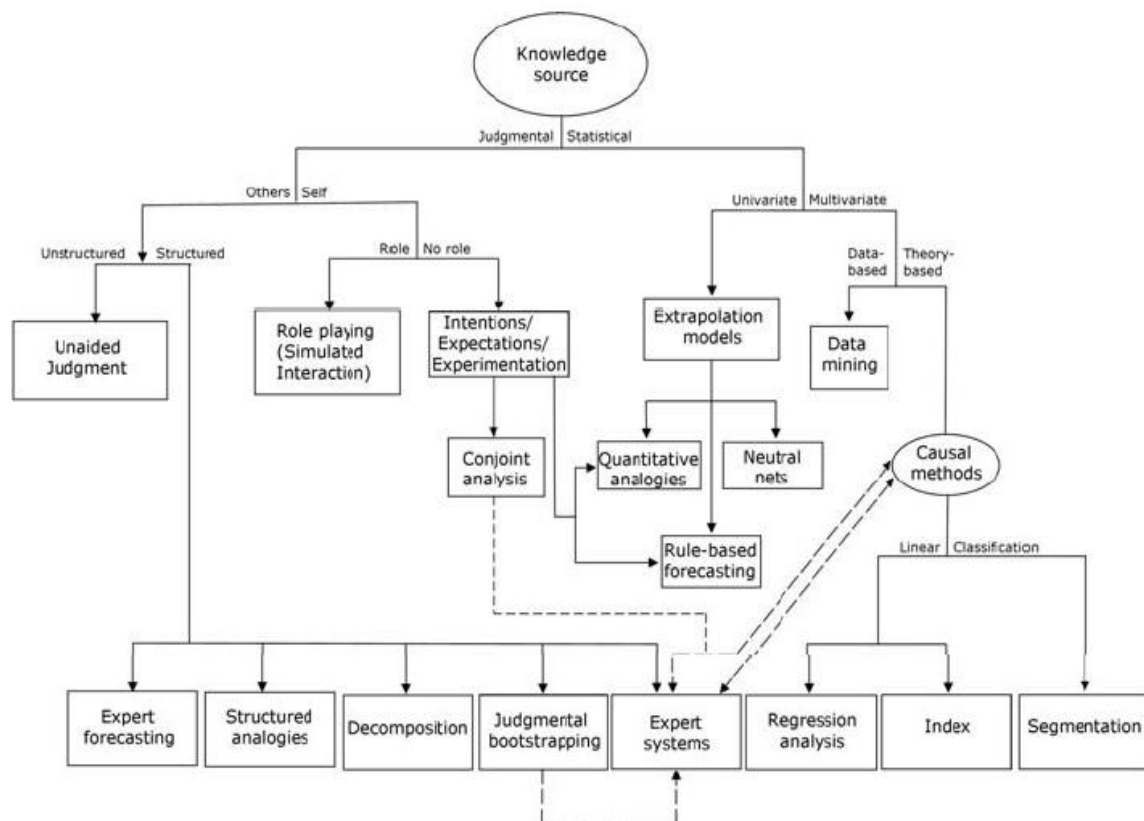 Knowledge
source
Judgmental Statistical
Others Self
Univariate Multivariate
Unstructured Structured
Role No role
Data-
based
Theory-
based
Unaided
Judgment
Role playing
(Simulated
Interaction)
Intentions/
Expectations/
Experimentation
Extrapolation
models
Data
mining
Conjoint
analysis
Quantitative
analogies
Neutral
nets
Causal
methods
Rule-based
forecasting
Linear Classification
Expert
forecasting
Structured
analogies
Decomposition
Judgmental
bootstrapping
Expert
systems
Regression
analysis
Index
Segmentation